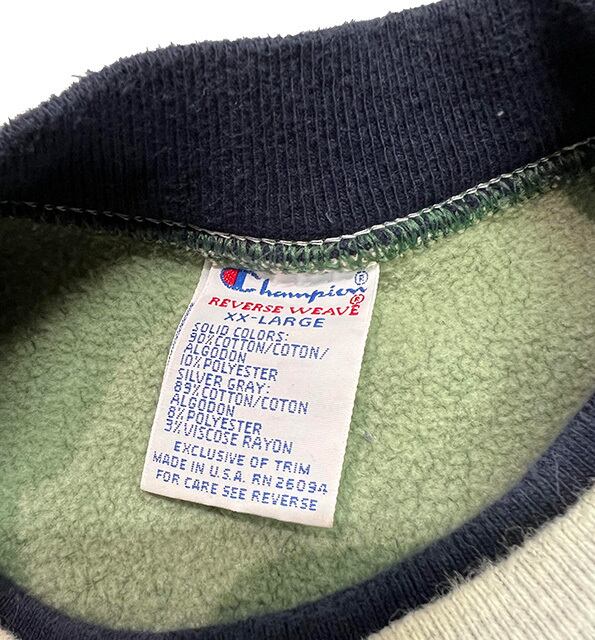 Champion®
REVERSE WEAVE®
XX-LARGE
SOLID COLORS:
90%COTTON/COTON/
ALGODON
10%POLYESTER
SILVER GRAY:
89%COTTON/COTON
ALGODON
8%POLYESTER
3%VISCOSE RAYON
EXCLUSIVE OF TRIM
MADE IN U.S.A. RN 26094
FOR CARE SEE REVERSE